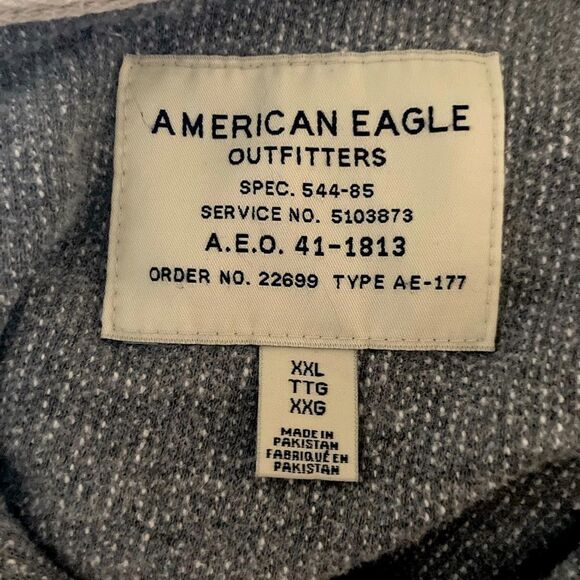 AMERICAN EAGLE
OUTFITTERS
SPEC. 544-85
SERVICE NO. 5103873
A.E.O. 41-1813
ORDER NO. 22699 TYPE AE-177
XXL
TTG
XXG
MADE IN
PAKISTAN
FABRIQUÉ EN
PAKISTAN